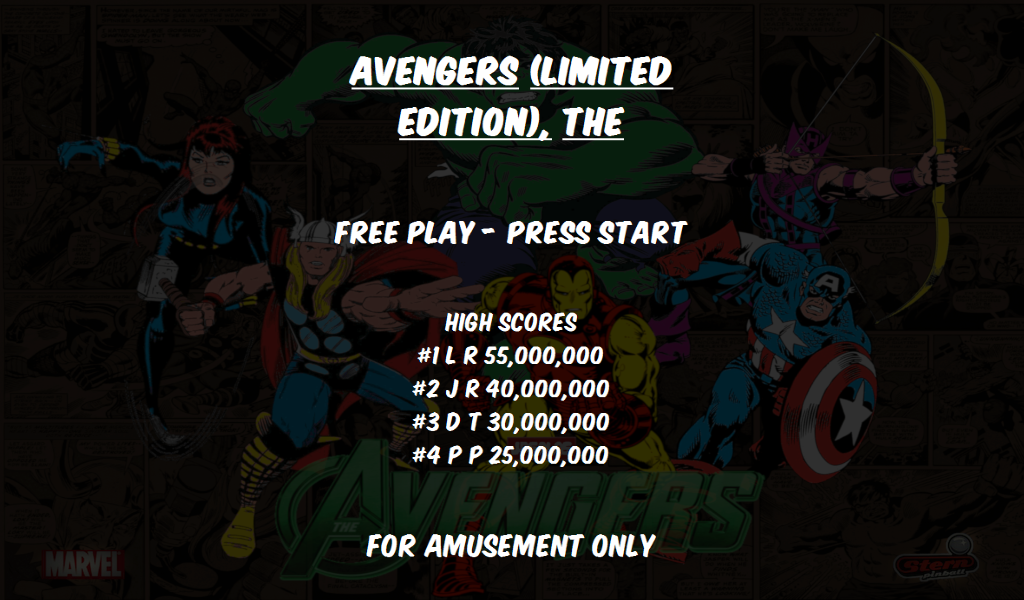 AVENGERS (LIMITED
EDITION), THE
FREE PLAY - PRESS START
HIGH SCORES
#1 L R 55,000,000
#2 J R 40,000,000
#3 D T 30,000,000
#4 P P 25,000,000
THE
AVENGERS
FOR AMUSEMENT ONLY
MARVEL
Stern
pinball